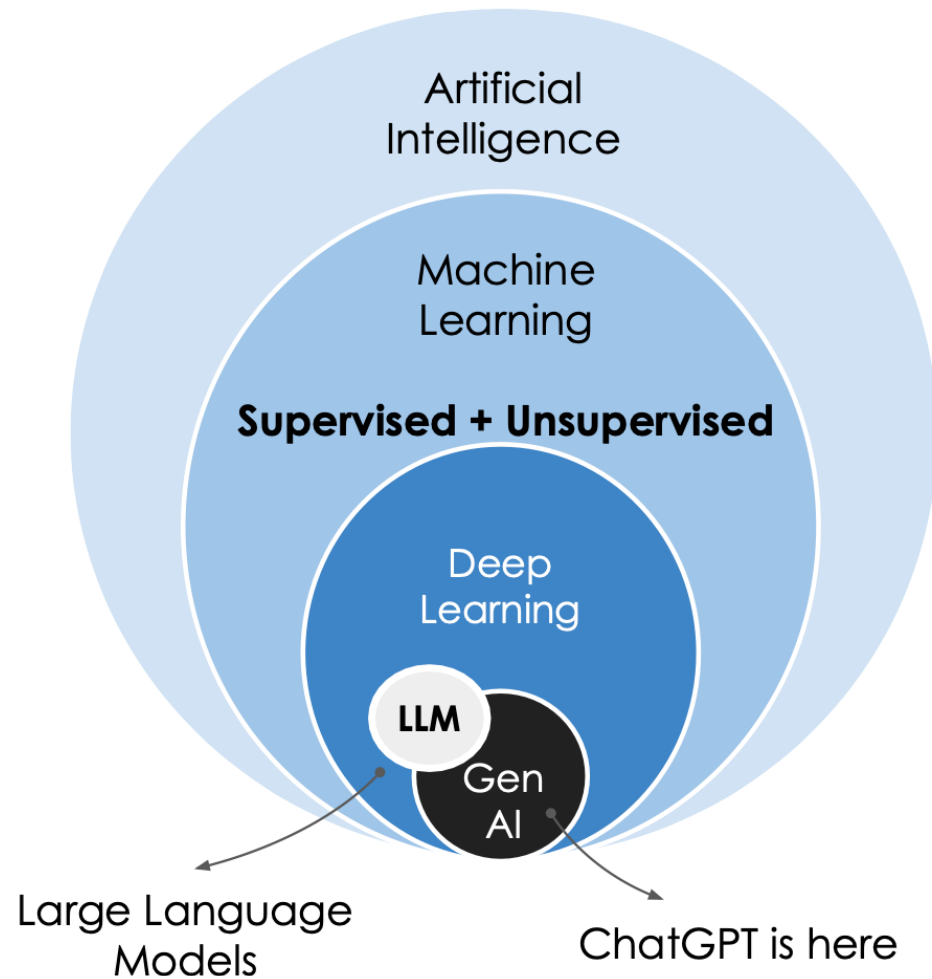 Artificial
Intelligence
Machine
Learning
Supervised + Unsupervised
Deep
Learning
LLM
Gen
AI
Large Language
Models
ChatGPT is here